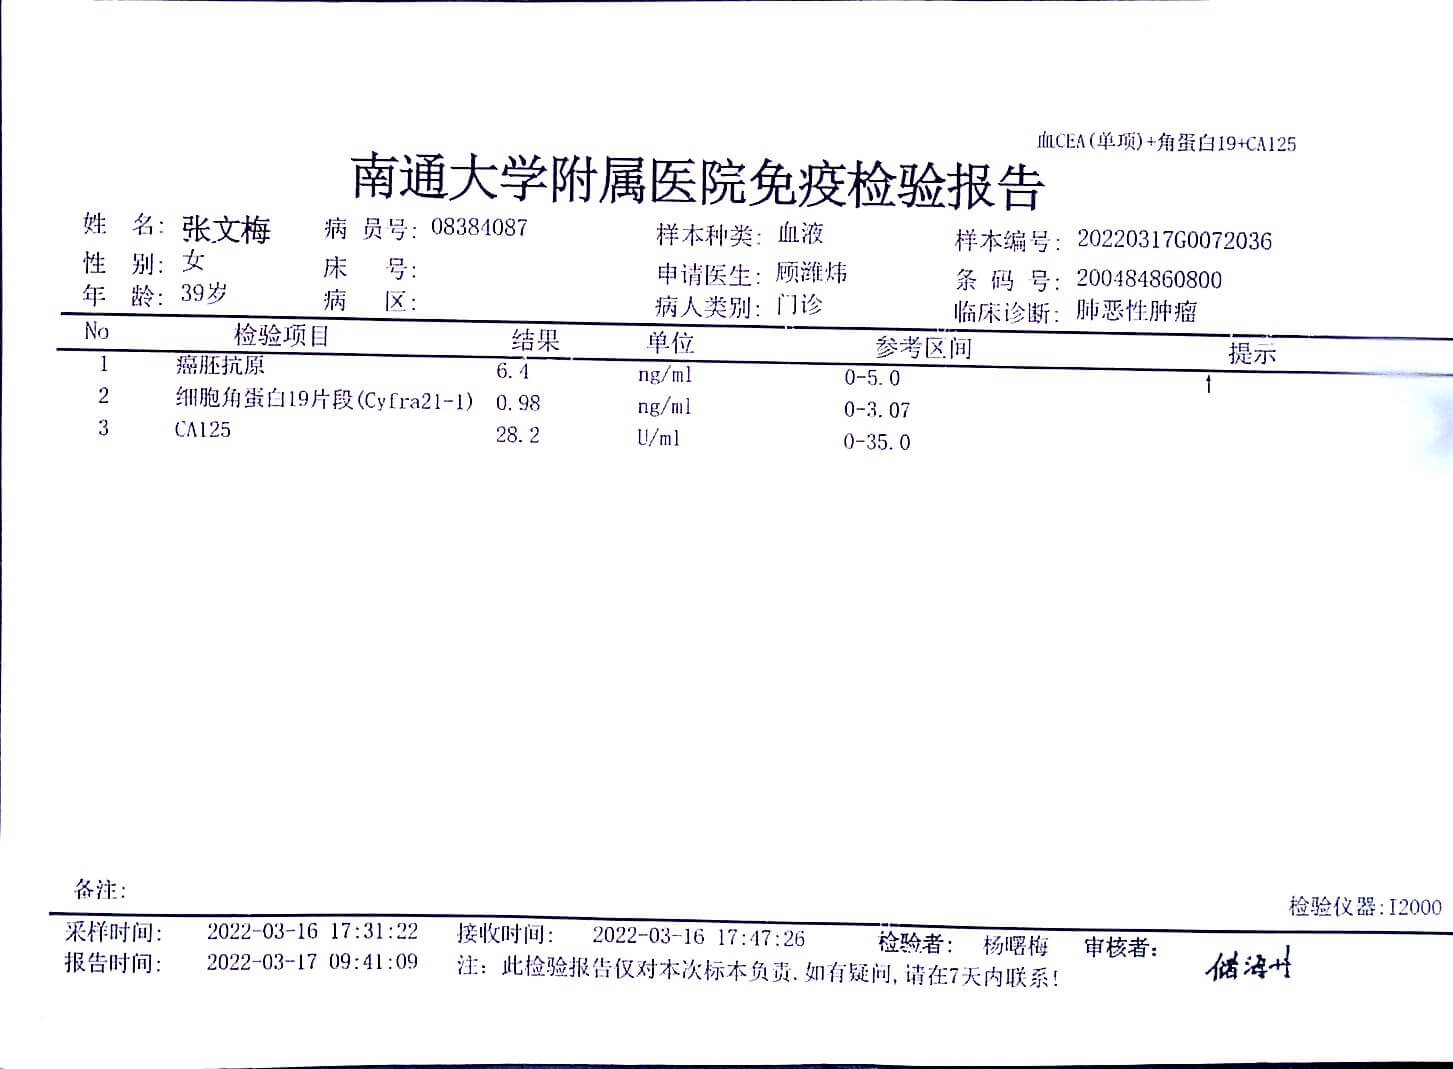 血CEA(单项)+角蛋白19+CA125
南通大学附属医院免疫检验报告
姓 名: 张文梅 病 员号: 08384087 样本种类: 血液 样本编号: 20220317G0072036
性 别: 女 床 号: 申请医生: 顾潍炜 条 码 号: 200484860800
年 龄: 39岁 病 区: 病人类别: 门诊 临床诊断: 肺恶性肿瘤
No 检验项目 结果 单位 参考区间 提示
1 癌胚抗原 6.4 ng/ml 0-5.0 ↑
2 细胞角蛋白19片段(Cyfra21-1) 0.98 ng/ml 0-3.07
3 CA125 28.2 U/ml 0-35.0
备注:
检验仪器:I2000
采样时间: 2022-03-16 17:31:22 接收时间: 2022-03-16 17:47:26 检验者: 杨曙梅 审核者:
报告时间: 2022-03-17 09:41:09 注: 此检验报告仅对本次标本负责.如有疑问,请在7天内联系!